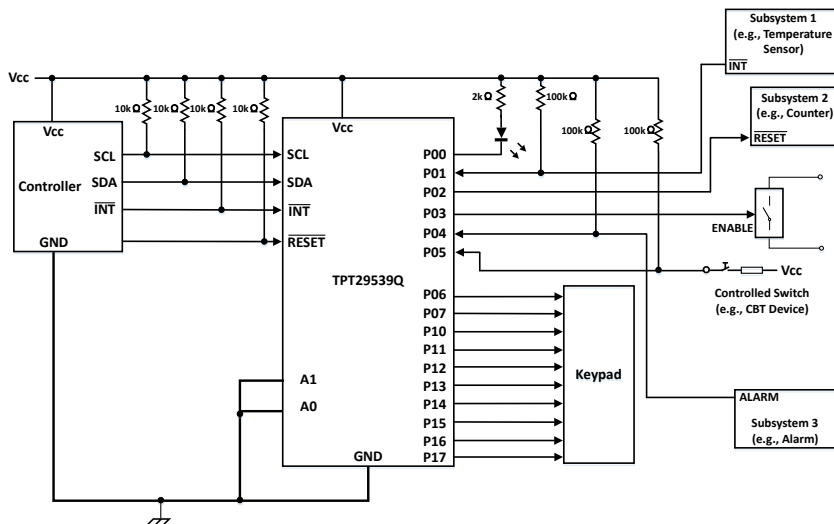 Subsystem 1
(e.g., Temperature
Sensor)
INT
Vcc
10kΩ
10kΩ
10kΩ
10kΩ
2kΩ
100kΩ
100kΩ
100kΩ
Subsystem 2
(e.g., Counter)
RESET
Vcc
Controller
SCL
SDA
INT
GND
Vcc
SCL
SDA
INT
RESET
TPT29539Q
A1
A0
GND
P00
P01
P02
P03
P04
P05
P06
P07
P10
P11
P12
P13
P14
P15
P16
P17
ENABLE
Vcc
Controlled Switch
(e.g., CBT Device)
Keypad
ALARM
Subsystem 3
(e.g., Alarm)